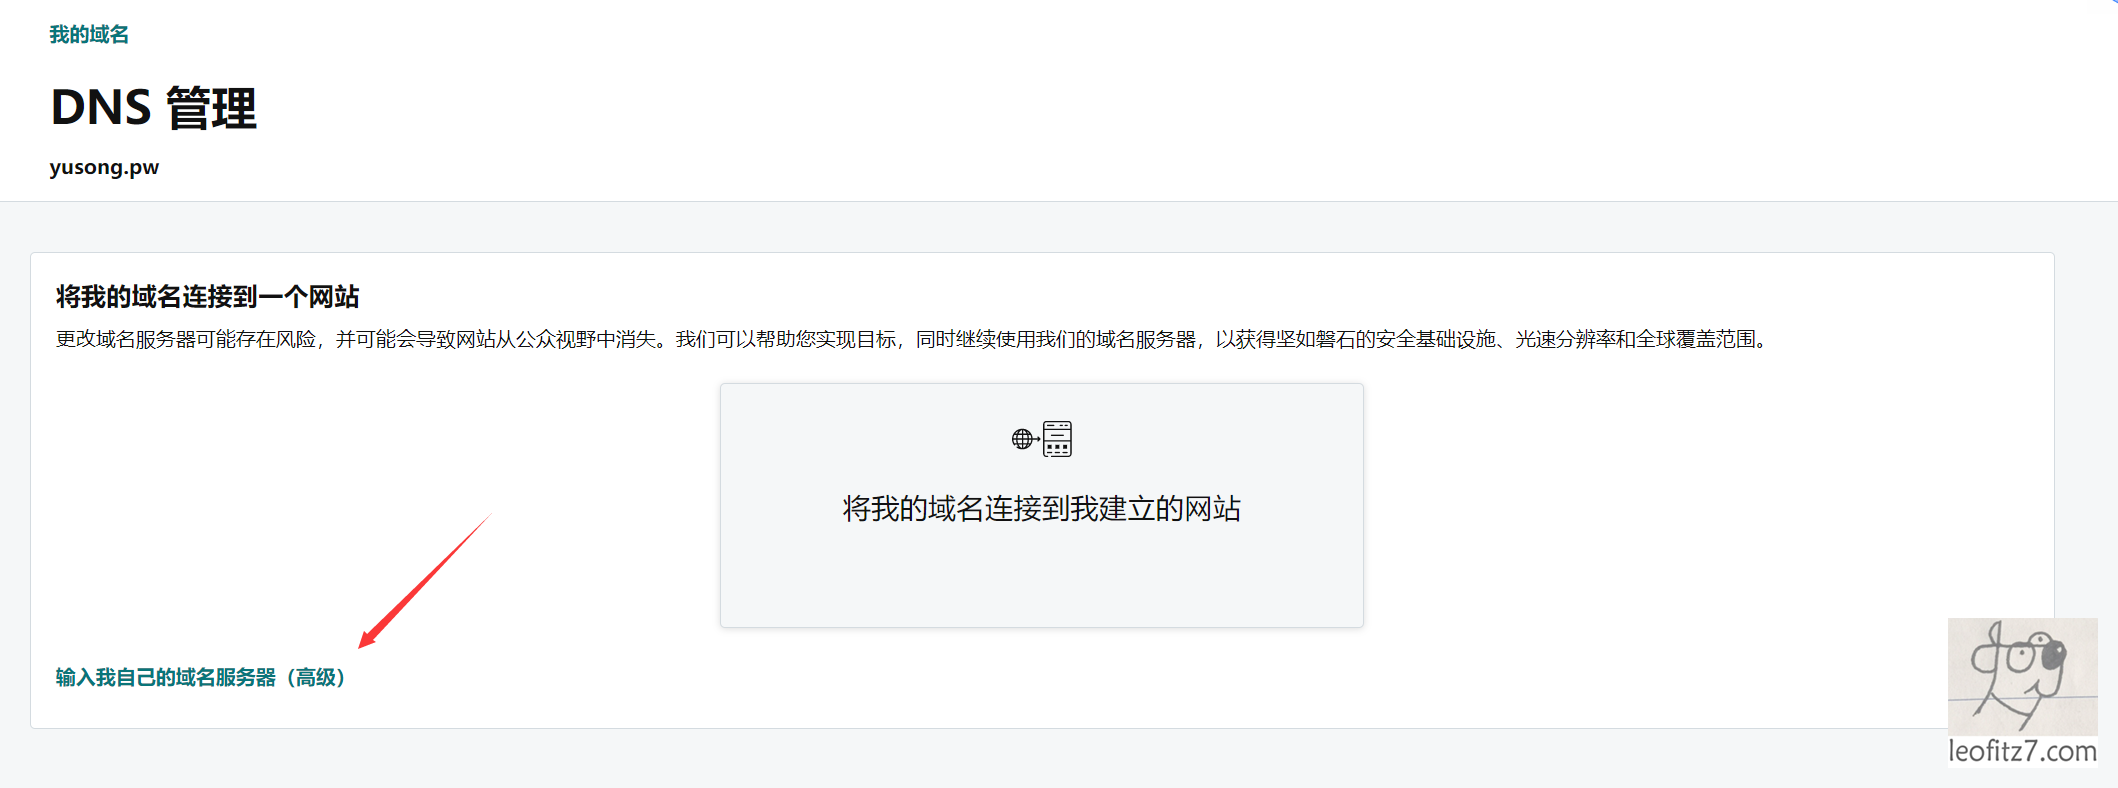 我的域名
DNS 管理
yusong.pw
将我的域名连接到一个网站
更改域名服务器可能存在风险，并可能会导致网站从公众视野中消失。我们可以帮助您实现目标，同时继续使用我们的域名服务器，以获得坚如磐石的安全基础设施、光速分辨率和全球覆盖范围。
将我的域名连接到我建立的网站
输入我自己的域名服务器（高级）
dog
leofitz7.com